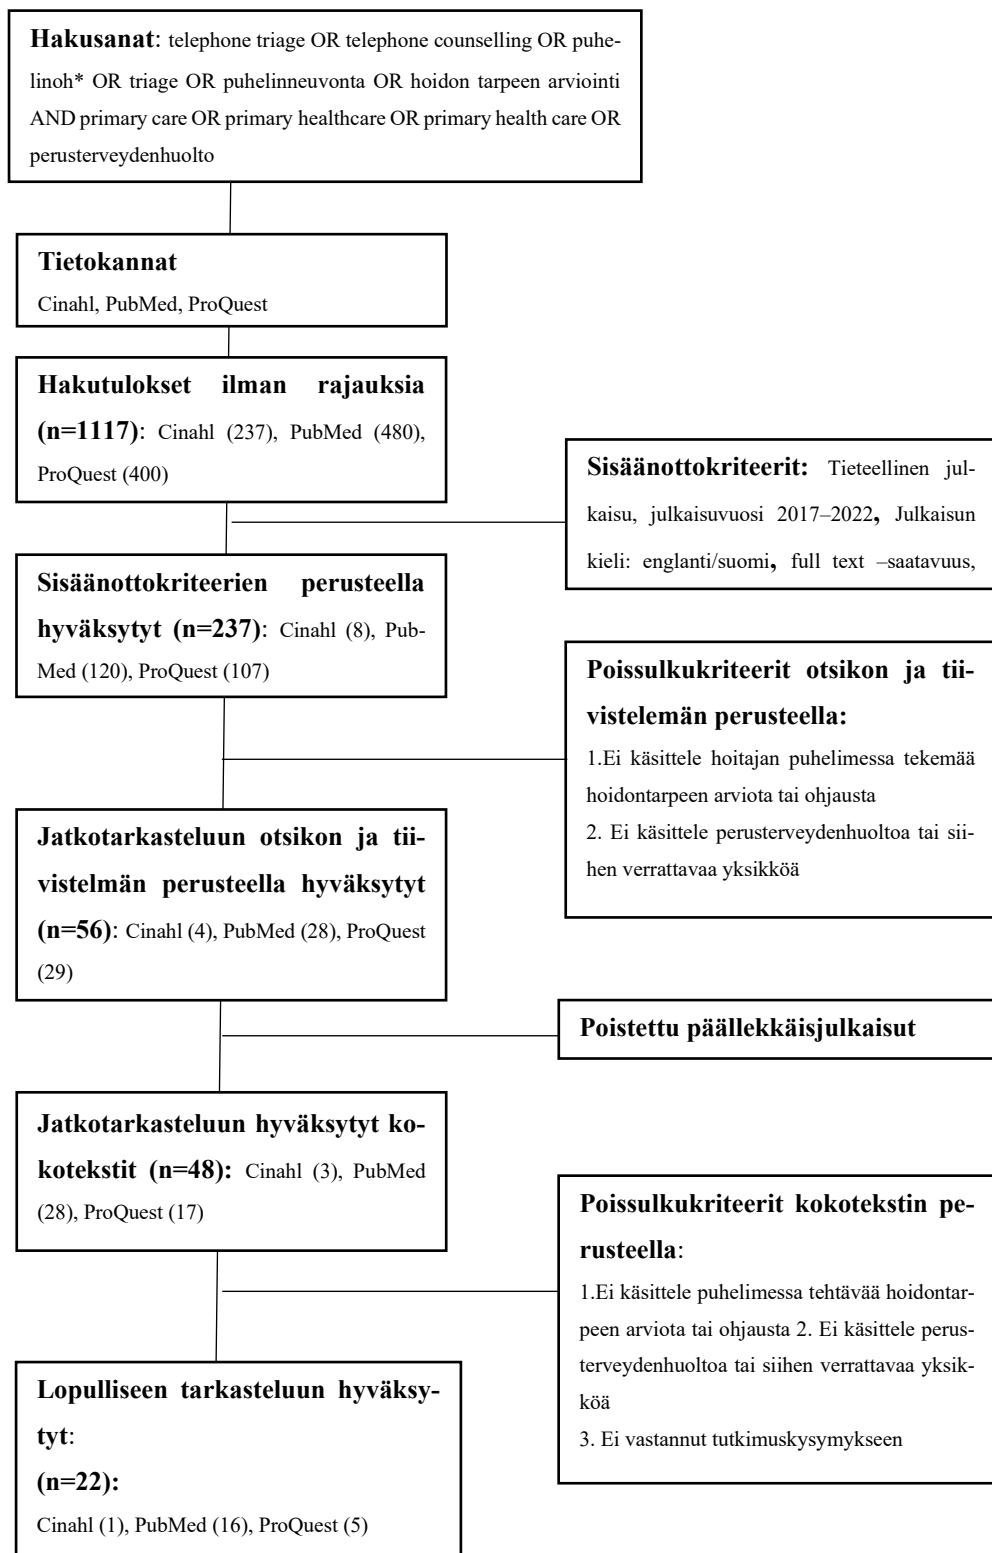 Hakusanat: telephone triage OR telephone counselling OR puhe-
linoh* OR triage OR puhelinneuvonta OR hoidon tarpeen arviointi
AND primary care OR primary healthcare OR primary health care OR
perusterveydenhuolto
Tietokannat
Cinahl, PubMed, ProQuest
Hakutulokset ilman rajauksia
(n=1117): Cinahl (237), PubMed (480),
ProQuest (400)
Sisäänottokriteerit: Tieteellinen jul-
kaisu, julkaisuvuosi 2017–2022, Julkaisun
kieli: englanti/suomi, full text –saatavuus,
Sisäänottokriteerien perusteella
hyväksytyt (n=237): Cinahl (8), Pub-
Med (120), ProQuest (107)
Poissulkukriteerit otsikon ja tii-
vistelemän perusteella:
1.Ei käsittele hoitajan puhelimessa tekemää
hoidontarpeen arviota tai ohjausta
2. Ei käsittele perusterveydenhuoltoa tai sii-
hen verrattavaa yksikköä
Jatkotarkasteluun otsikon ja tii-
vistelmän perusteella hyväksytyt
(n=56): Cinahl (4), PubMed (28), ProQuest
(29)
Poistettu päällekkäisjulkaisut
Jatkotarkasteluun hyväksytyt ko-
kotekstit (n=48): Cinahl (3), PubMed
(28), ProQuest (17)
Poissulkukriteerit kokotekstin pe-
rusteella:
1.Ei käsittele puhelimessa tehtävää hoidontar-
peen arviota tai ohjausta 2. Ei käsittele perus-
terveydenhuoltoa tai siihen verrattavaa yksik-
köä
3. Ei vastannut tutkimuskysymykseen
Lopulliseen tarkasteluun hyväksy-
tyt:
(n=22):
Cinahl (1), PubMed (16), ProQuest (5)